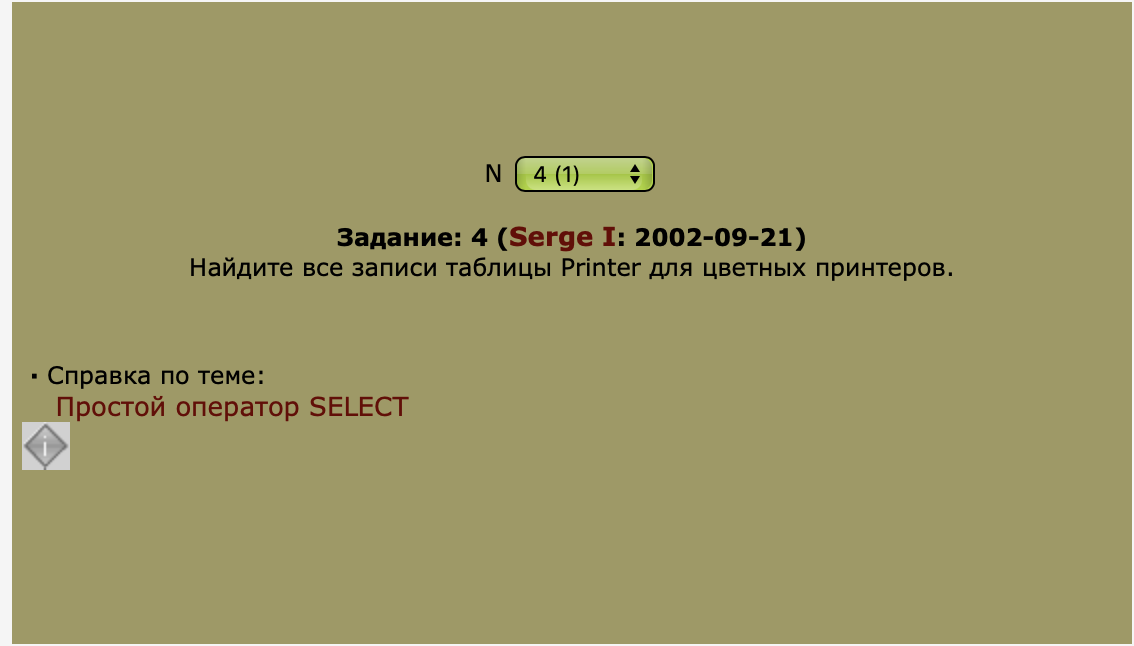 N 4 (1)
Задание: 4 (Serge I: 2002-09-21)
Найдите все записи таблицы Printer для цветных принтеров.
· Справка по теме:
Простой оператор SELECT
i